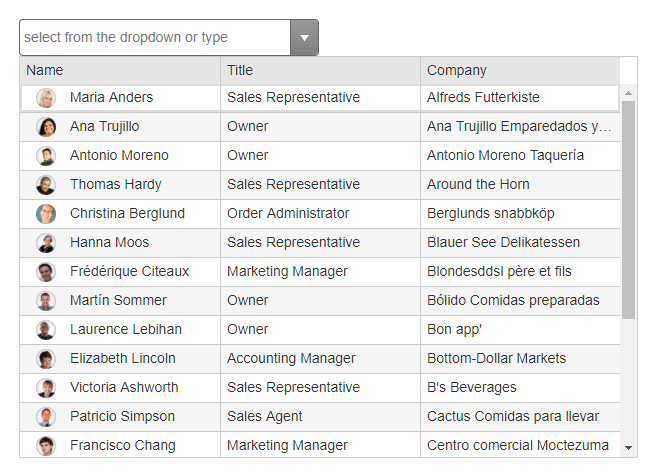 select from the dropdown or type
Name Title Company
Maria Anders Sales Representative Alfreds Futterkiste
Ana Trujillo Owner Ana Trujillo Emparedados y…
Antonio Moreno Owner Antonio Moreno Taquería
Thomas Hardy Sales Representative Around the Horn
Christina Berglund Order Administrator Berglunds snabbköp
Hanna Moos Sales Representative Blauer See Delikatessen
Frédérique Citeaux Marketing Manager Blondesddsl père et fils
Martín Sommer Owner Bólido Comidas preparadas
Laurence Lebihan Owner Bon app'
Elizabeth Lincoln Accounting Manager Bottom-Dollar Markets
Victoria Ashworth Sales Representative B's Beverages
Patricio Simpson Sales Agent Cactus Comidas para llevar
Francisco Chang Marketing Manager Centro comercial Moctezuma